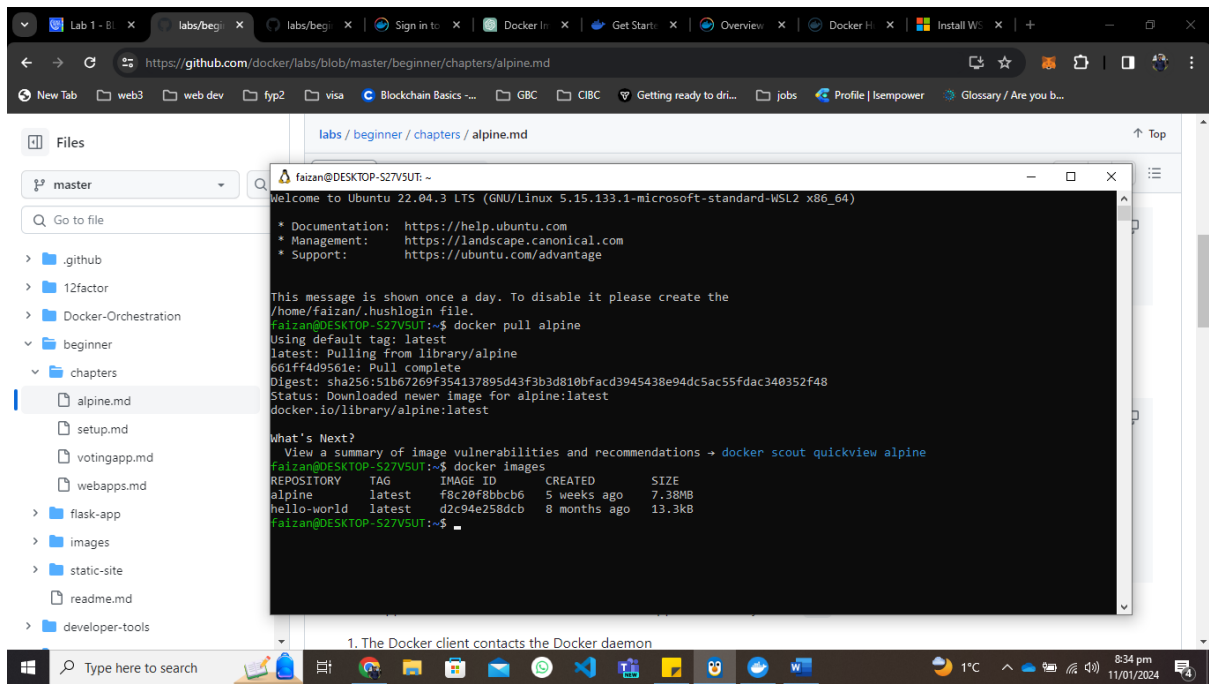 Lab 1 - Bl
labs/begin
labs/begin
Sign in to
Docker In
Get Starte
Overview
Docker Hu
Install WS
https://github.com/docker/labs/blob/master/beginner/chapters/alpine.md
New Tab
web3
web dev
fyp2
visa
Blockchain Basics -...
GBC
CIBC
Getting ready to dri...
jobs
Profile | Isempower
Glossary / Are you b...
Files
labs / beginner / chapters / alpine.md
Top
master
Go to file
.github
12factor
Docker-Orchestration
beginner
chapters
alpine.md
setup.md
votingapp.md
webapps.md
flask-app
images
static-site
readme.md
developer-tools
faizan@DESKTOP-S27V5UT: ~
Welcome to Ubuntu 22.04.3 LTS (GNU/Linux 5.15.133.1-microsoft-standard-WSL2 x86_64)
* Documentation: https://help.ubuntu.com
* Management: https://landscape.canonical.com
* Support: https://ubuntu.com/advantage
This message is shown once a day. To disable it please create the
/home/faizan/.hushlogin file.
faizan@DESKTOP-S27V5UT:~$ docker pull alpine
Using default tag: latest
latest: Pulling from library/alpine
661ff4d9561e: Pull complete
Digest: sha256:51b67269f354137895d43f3b3d810bfacd3945438e94dc5ac55fdac340352f48
Status: Downloaded newer image for alpine:latest
docker.io/library/alpine:latest
What's Next?
View a summary of image vulnerabilities and recommendations → docker scout quickview alpine
faizan@DESKTOP-S27V5UT:~$ docker images
REPOSITORY TAG IMAGE ID CREATED SIZE
alpine latest f8c20f8bbcb6 5 weeks ago 7.38MB
hello-world latest d2c94e258dcb 8 months ago 13.3kB
faizan@DESKTOP-S27V5UT:~$
1. The Docker client contacts the Docker daemon
Type here to search
NEW
1°C
8:34 pm
11/01/2024
4